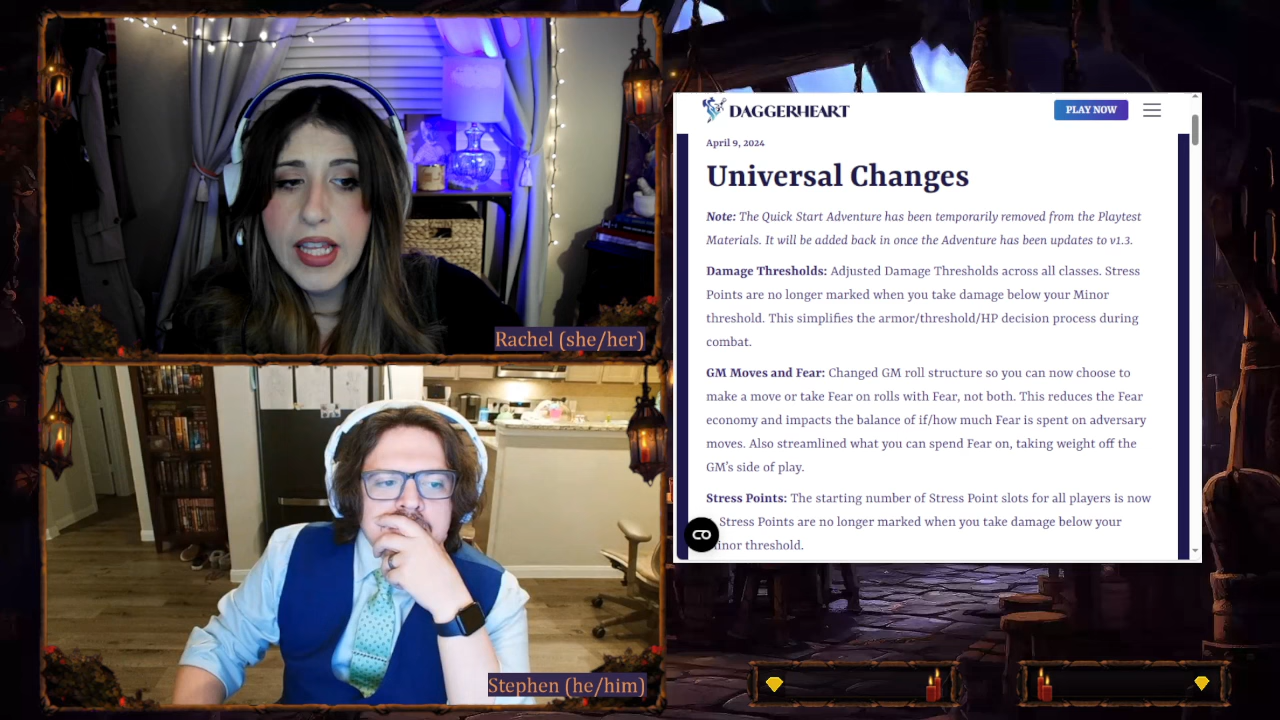 Rachel (she/her)
Stephen (he/him)
DAGGERHEART
PLAY NOW
April 9, 2024
Universal Changes
Note: The Quick Start Adventure has been temporarily removed from the Playtest
Materials. It will be added back in once the Adventure has been updates to v1.3.
Damage Thresholds: Adjusted Damage Thresholds across all classes. Stress
Points are no longer marked when you take damage below your Minor
threshold. This simplifies the armor/threshold/HP decision process during
combat.
GM Moves and Fear: Changed GM roll structure so you can now choose to
make a move or take Fear on rolls with Fear, not both. This reduces the Fear
economy and impacts the balance of if/how much Fear is spent on adversary
moves. Also streamlined what you can spend Fear on, taking weight off the
GM's side of play.
Stress Points: The starting number of Stress Point slots for all players is now
Stress Points are no longer marked when you take damage below your
inor threshold.